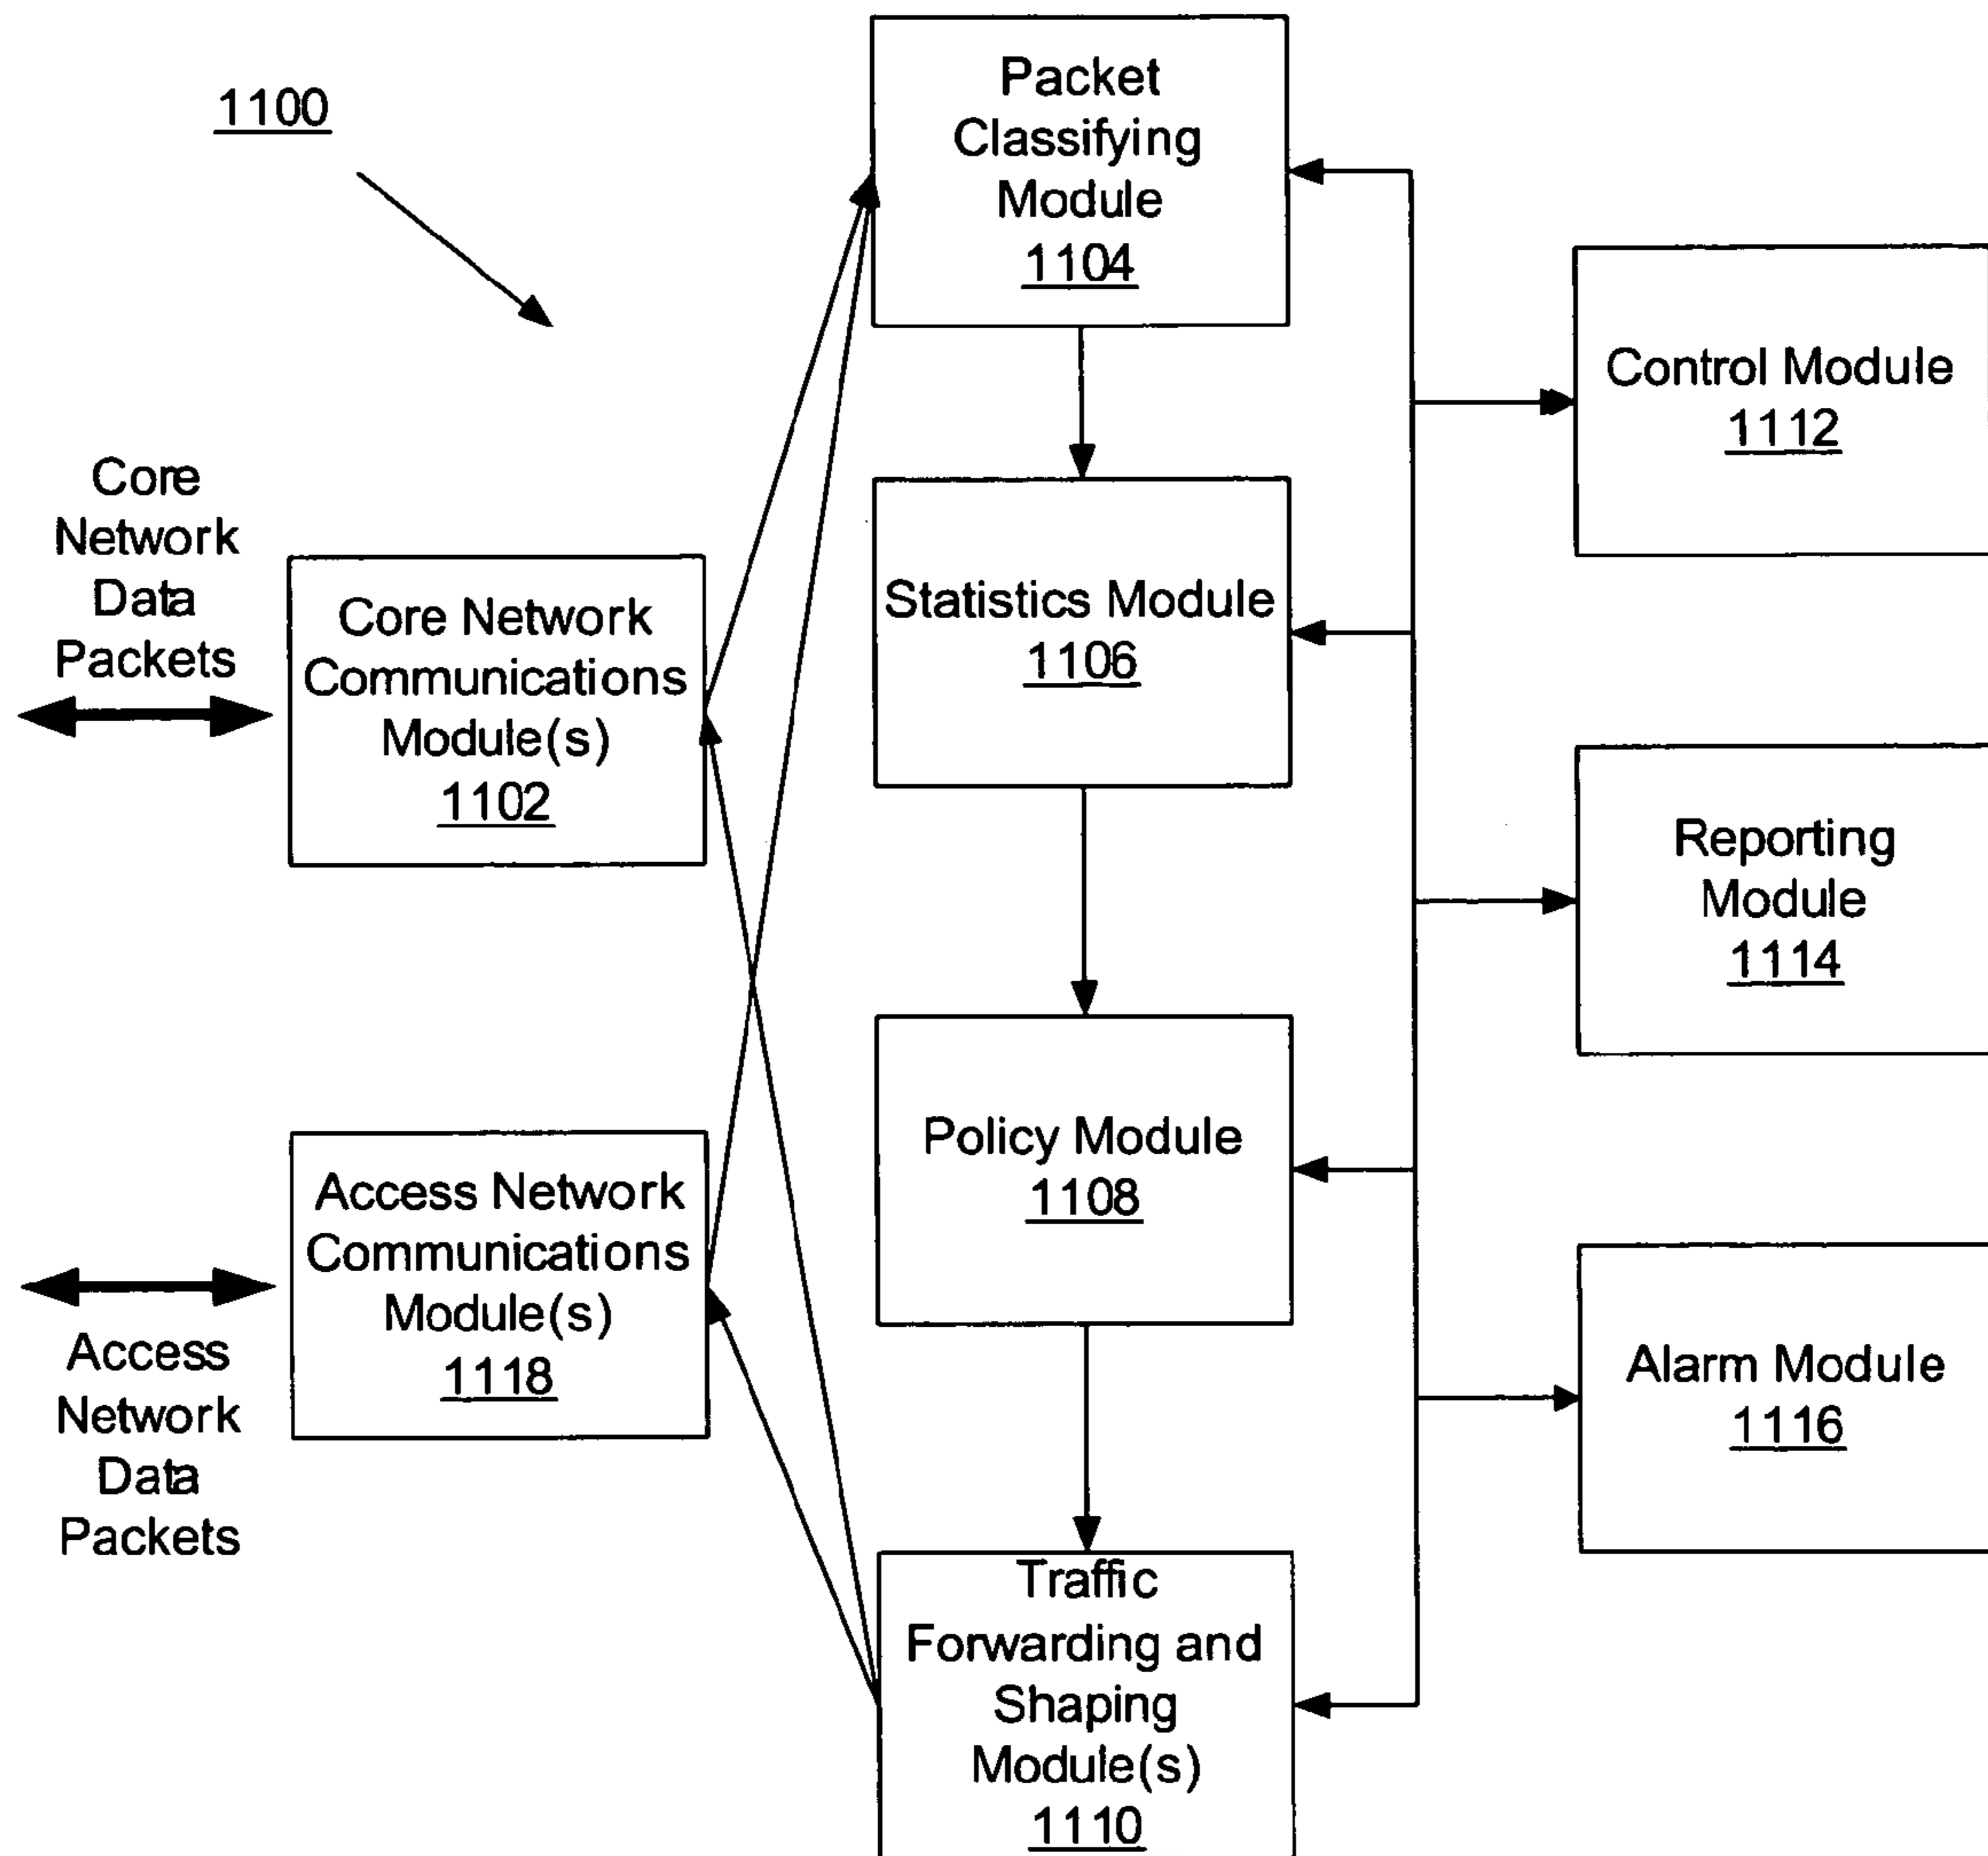 1100
Packet
Classifying
Module
1104
Control Module
1112
Core
Network
Data
Packets
Core Network
Communications
Module(s)
1102
Statistics Module
1106
Reporting
Module
1114
Policy Module
1108
Access Network
Communications
Module(s)
1118
Access
Network
Data
Packets
Alarm Module
1116
Traffic
Forwarding and
Shaping
Module(s)
1110